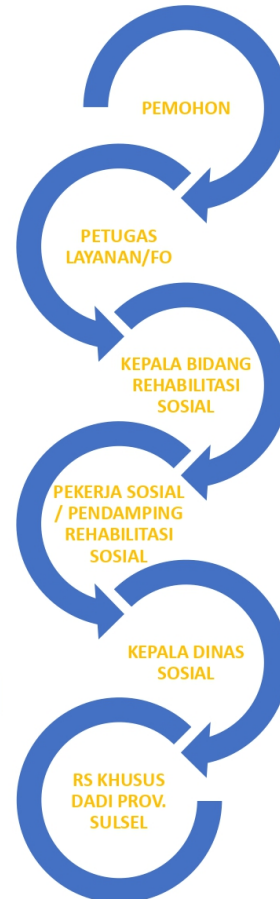 PEMOHON
PETUGAS
LAYANAN/FO
KEPALA BIDANG
REHABILITASI
SOSIAL
PEKERJA SOSIAL
/ PENDAMPING
REHABILITASI
SOSIAL
KEPALA DINAS
SOSIAL
RS KHUSUS
DADI PROV.
SULSEL